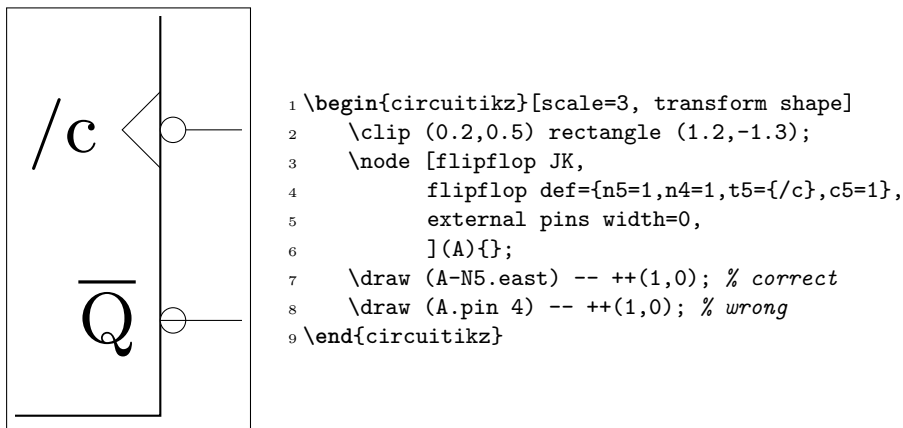 /c
Q
1 \begin{circuitikz}[scale=3, transform shape]
2 \clip (0.2,0.5) rectangle (1.2,-1.3);
3 \node [flipflop JK,
4 flipflop def={n5=1,n4=1,t5={/c},c5=1},
5 external pins width=0,
6 ](A){};
7 \draw (A-N5.east) -- ++(1,0); % correct
8 \draw (A.pin 4) -- ++(1,0); % wrong
9 \end{circuitikz}